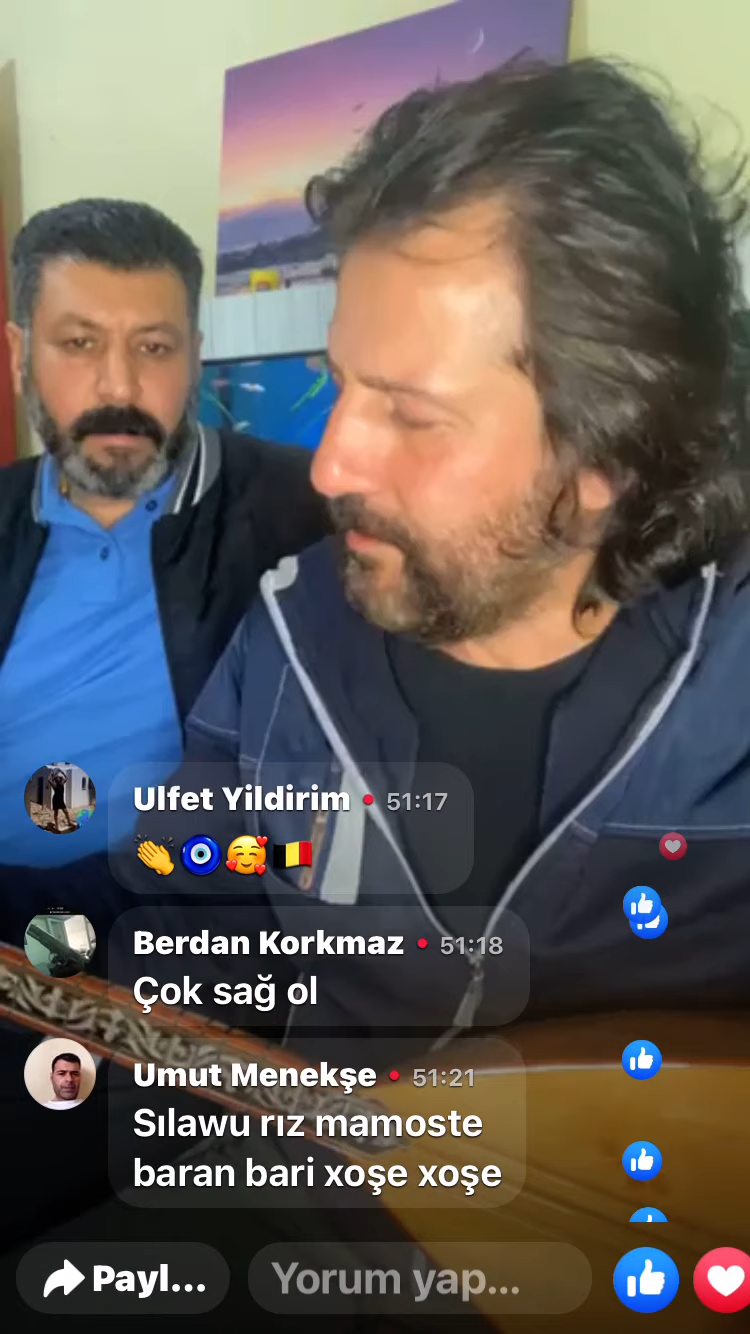 Ulfet Yildirim • 51:17
👏🧿🥰🇧🇪
Berdan Korkmaz • 51:18
Çok sağ ol
Umut Menekşe • 51:21
Sılawu rız mamoste
baran bari xoşe xoşe
Payl... Yorum yap...